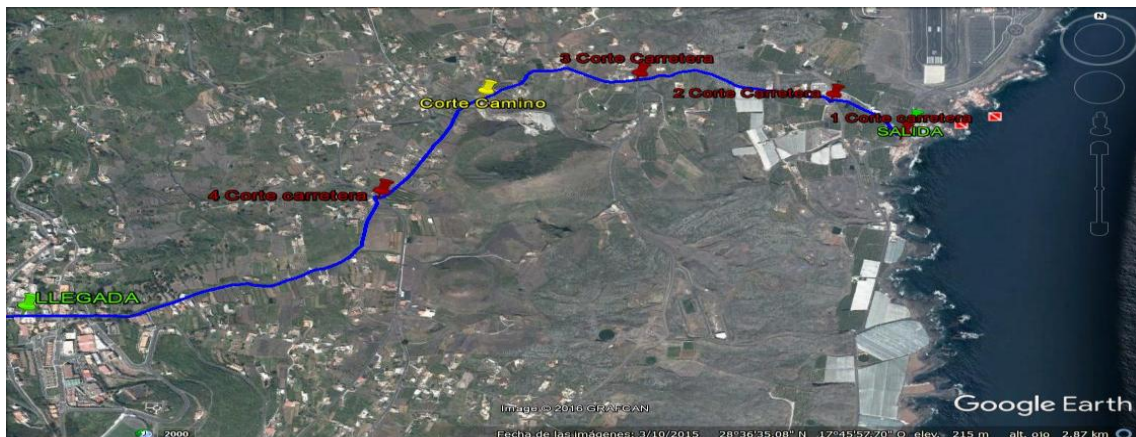 N
3 Corte Carretera
2 Corte Carretera
Corte Camino
1 Corte carretera
SALIDA
4 Corte carretera
LLEGADA
Image © 2016 GRAFCAN
Google Earth
2000
Fecha de las imágenes: 3/10/2015 28°36'35.08" N 17°45'57.70" O elev. 215 m alt. ojo 2.87 km